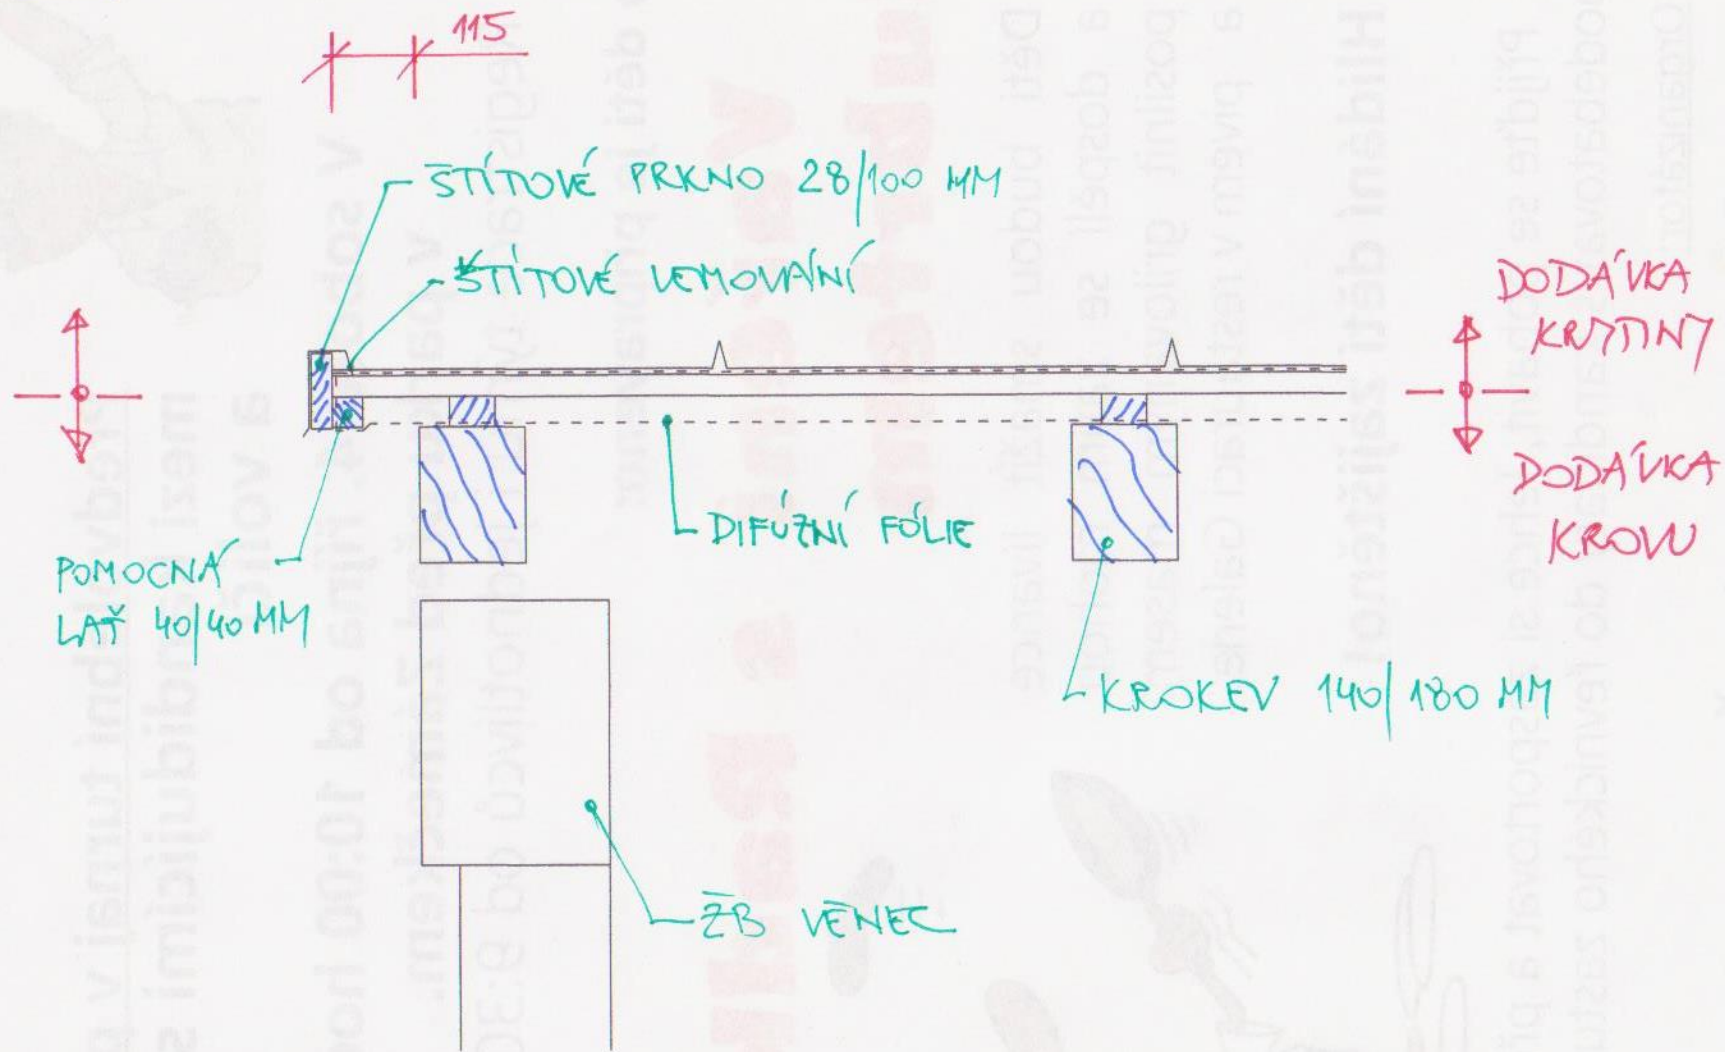 115
ŠTÍTOVÉ PRKNO 28/100 MM
ŠTÍTOVÉ LEMOVÁNÍ
DODÁVKA
KRYTINY
DODÁVKA
KROVU
DIFÚZNÍ FÓLIE
POMOCNÁ
LAŤ 40/40 MM
KROKEV 140/180 MM
ŽB VĚNEC